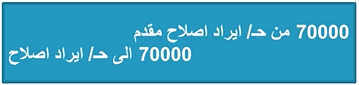 70000 من حـ/ ايراد اصلاح مقدم
70000 الى حـ/ ايراد اصلاح